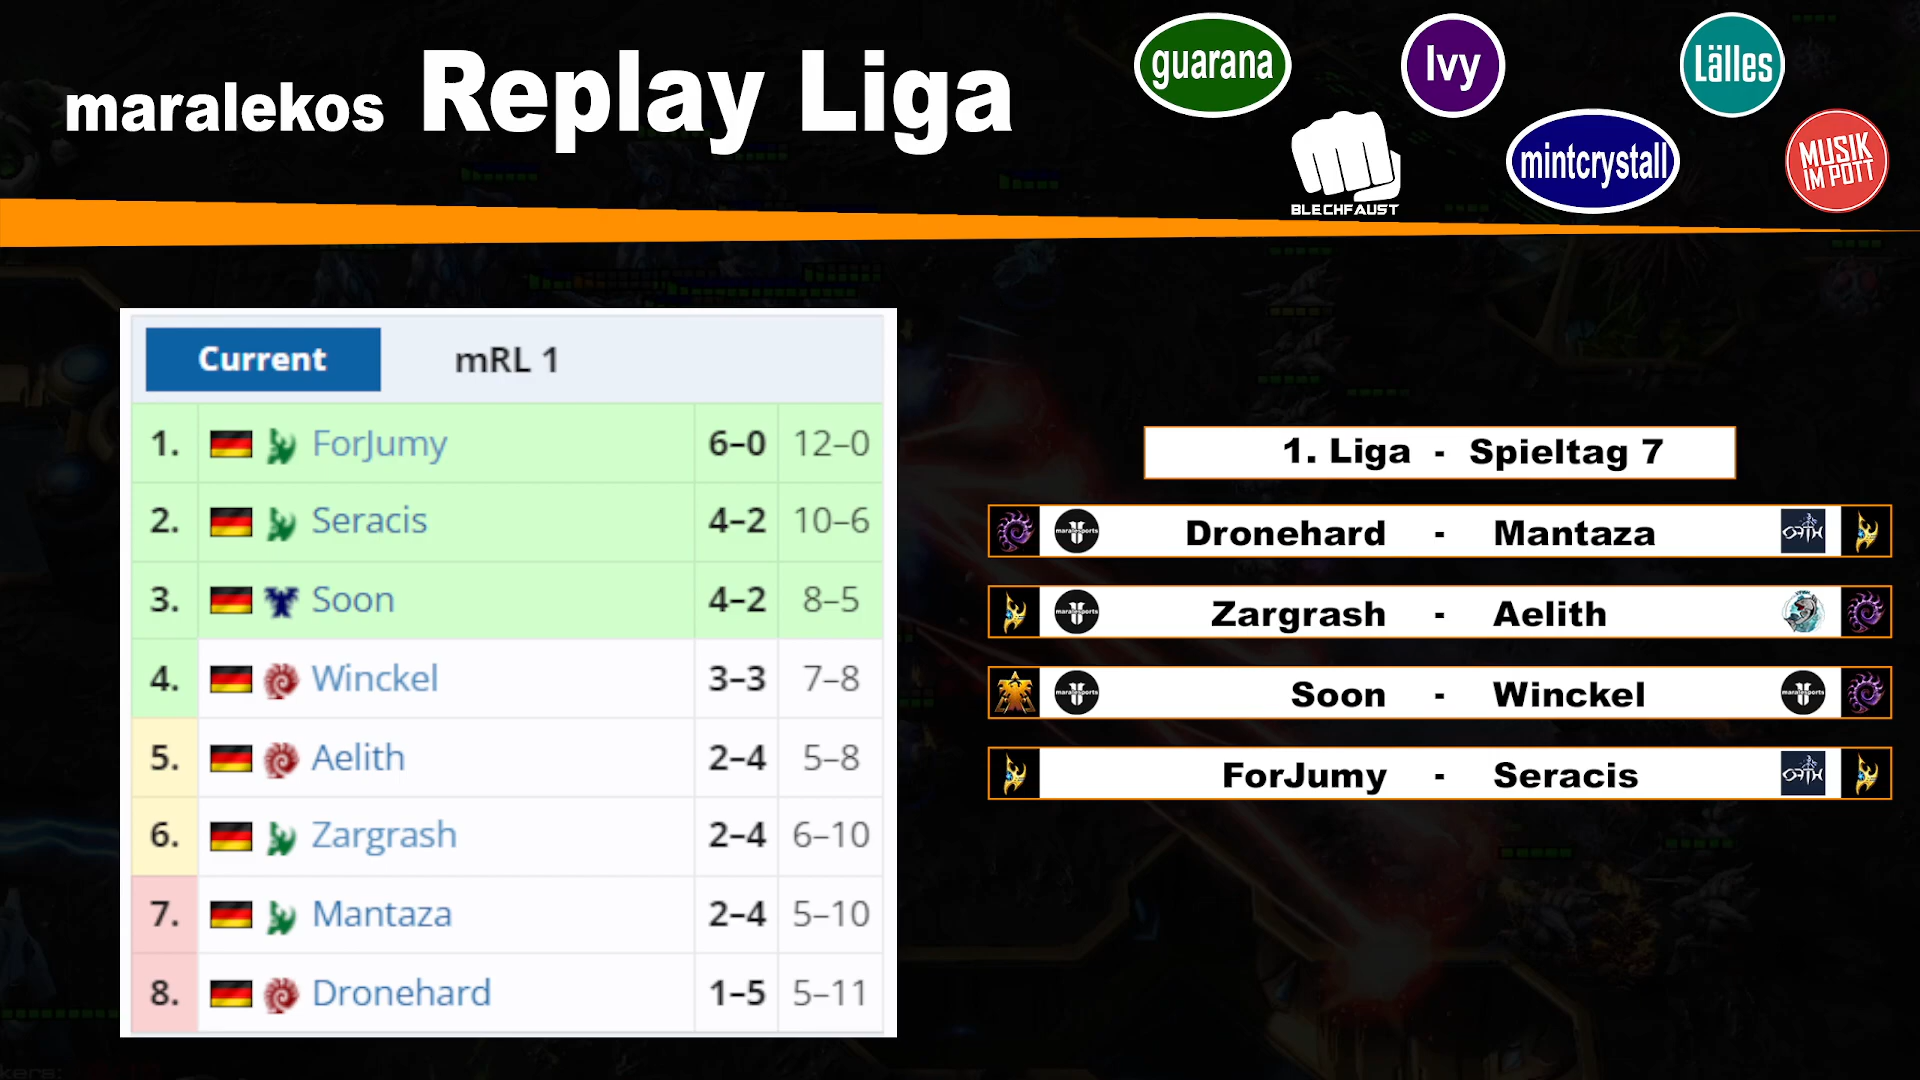 maralekos Replay Liga
guarana
Ivy
Lälles
BLECHFAUST
mintcrystall
MUSIK
IM POTT
Current mRL 1
1. ForJumy 6–0 12–0
2. Seracis 4–2 10–6
3. Soon 4–2 8–5
4. Winckel 3–3 7–8
5. Aelith 2–4 5–8
6. Zargrash 2–4 6–10
7. Mantaza 2–4 5–10
8. Dronehard 1–5 5–11
1. Liga - Spieltag 7
Dronehard - Mantaza
Zargrash - Aelith
Soon - Winckel
ForJumy - Seracis